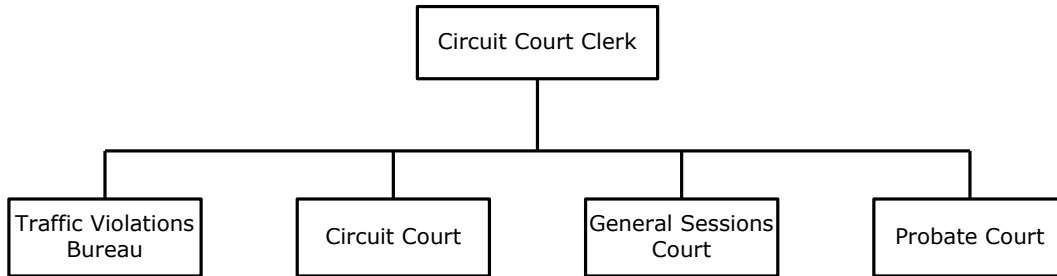 Circuit Court Clerk
Traffic Violations
Bureau
Circuit Court
General Sessions
Court
Probate Court